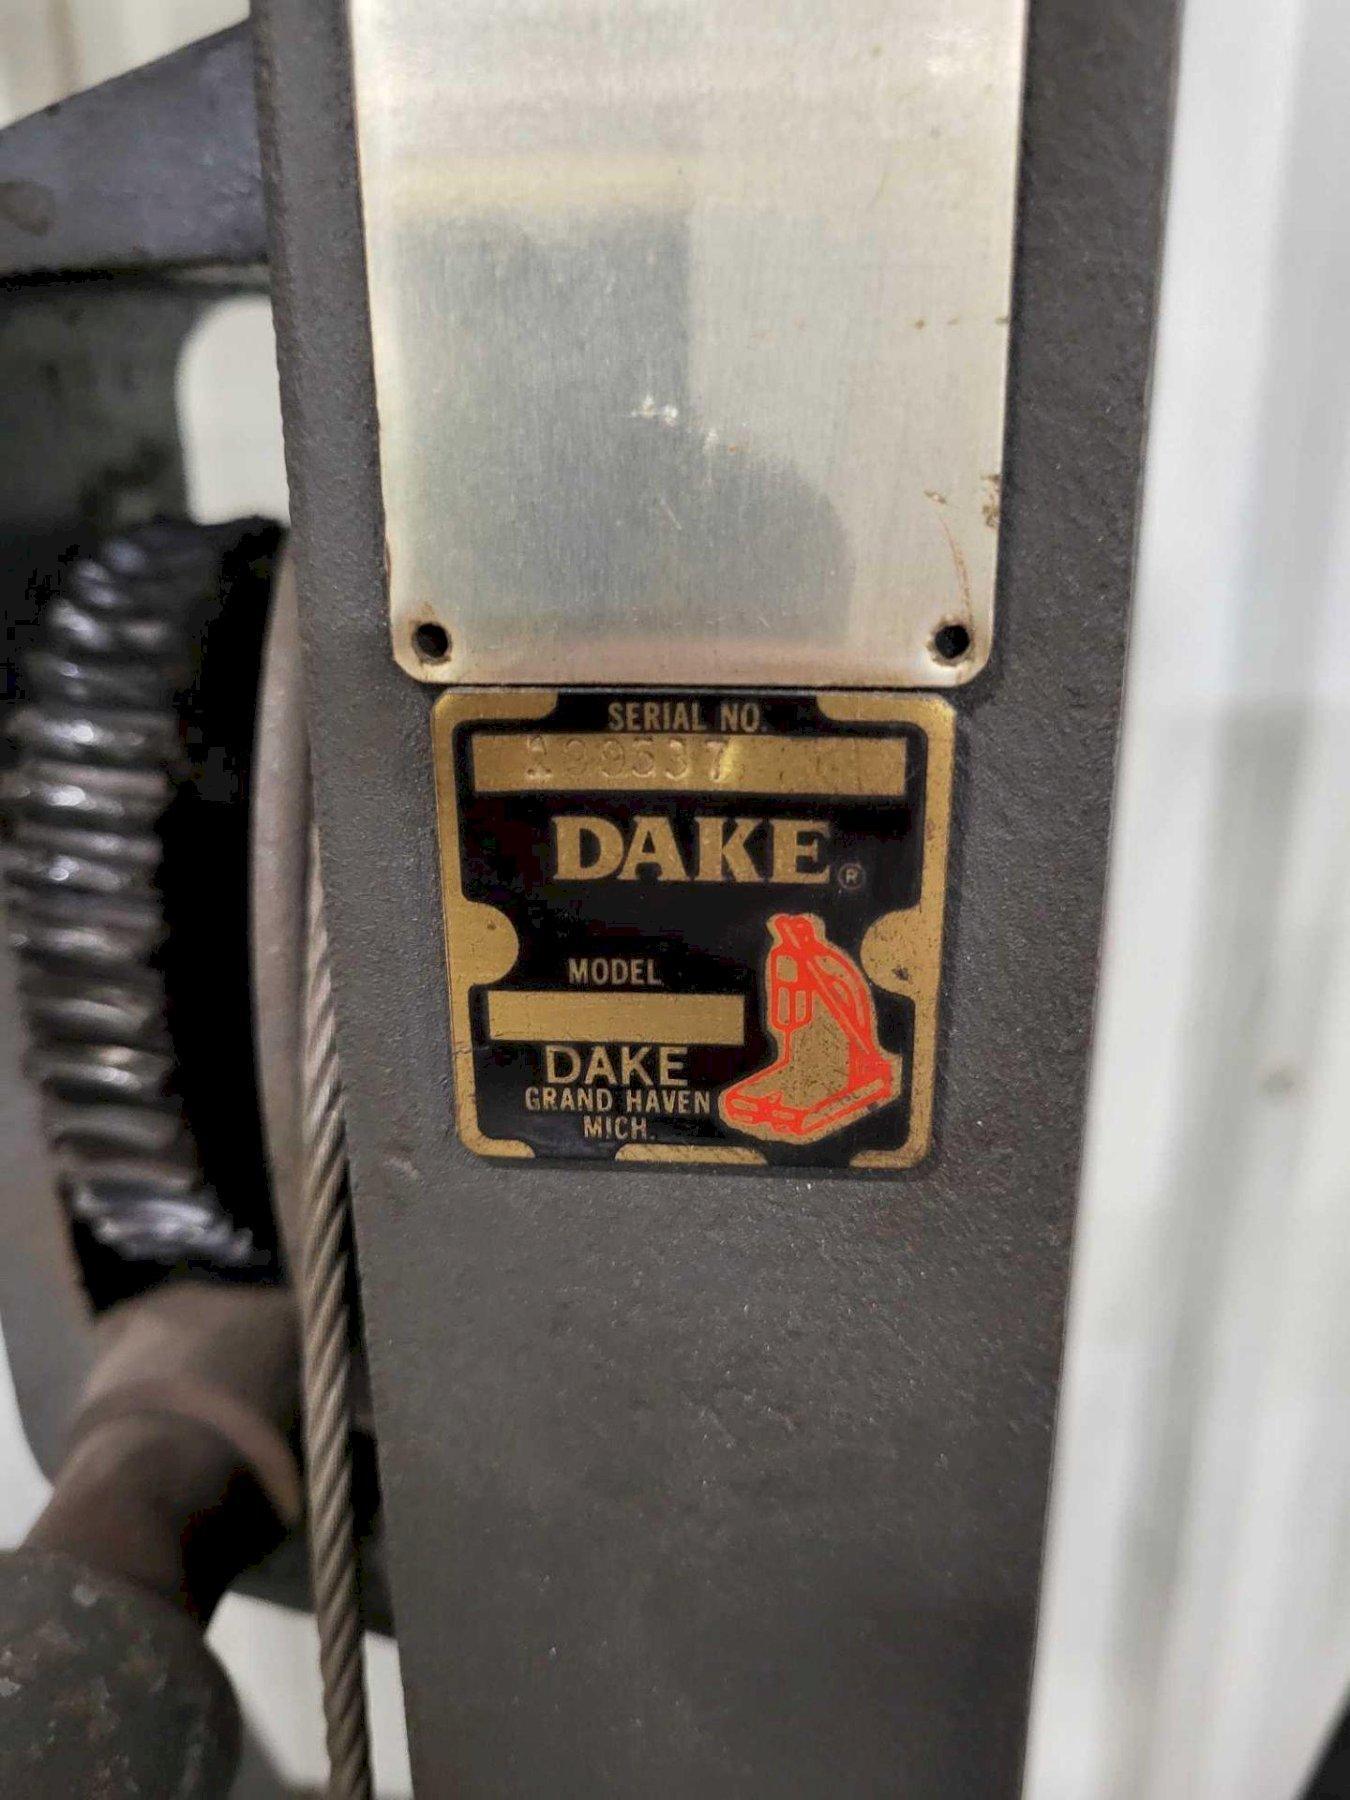 SERIAL NO.
DAKE®
MODEL
DAKE
GRAND HAVEN
MICH.